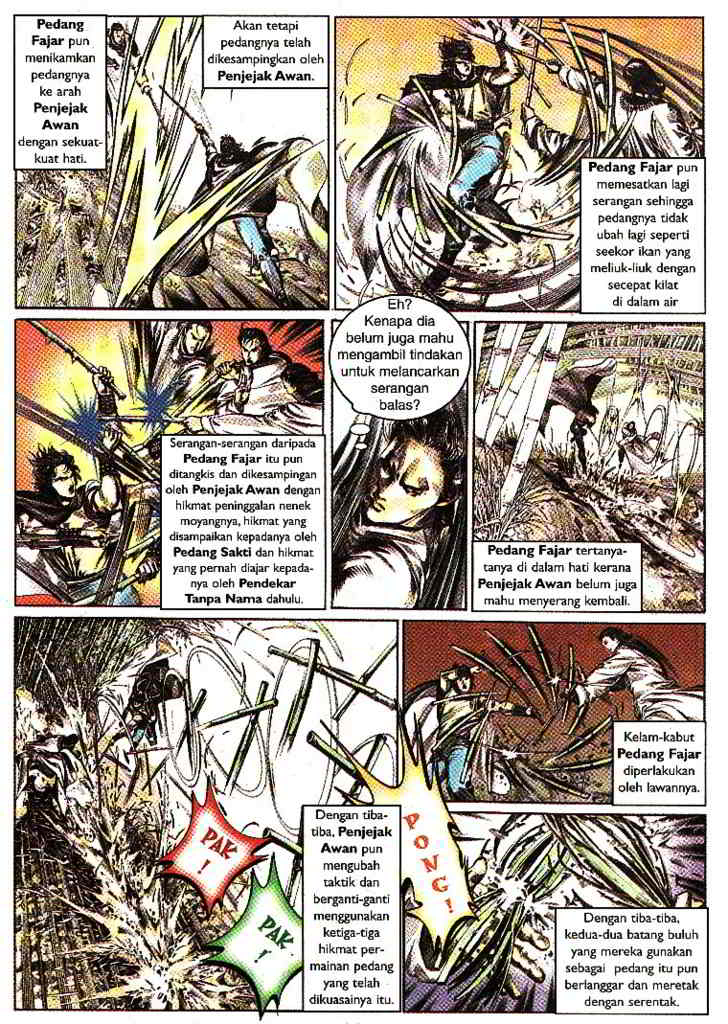 Pedang
Fajar pun
menikamkan
pedangnya
ke arah
Penjejak
Awan
dengan sekuat-
kuat hati.
Akan tetapi
pedangnya telah
dikesampingkan oleh
Penjejak Awan.
Pedang Fajar pun
memesatkan lagi
serangan sehingga
pedangnya tidak
ubah lagi seperti
seekor ikan yang
meliuk-liuk dengan
secepat kilat
di dalam air
Serangan-serangan daripada
Pedang Fajar itu pun
ditangkis dan dikesampingan
oleh Penjejak Awan dengan
hikmat peninggalan nenek
moyangnya, hikmat yang
disampaikan kepadanya oleh
Pedang Sakti dan hikmat
yang pernah diajar kepada-
nya oleh Pendekar
Tanpa Nama dahulu.
Eh?
Kenapa dia
belum juga mahu
mengambil tindakan
untuk melancarkan
serangan
balas?
Pedang Fajar tertanya-
tanya di dalam hati kerana
Penjejak Awan belum juga
mahu menyerang kembali.
PAK
!
PAK
!
Dengan tiba-
tiba, Penjejak
Awan pun
mengubah
taktik dan
berganti-ganti
menggunakan
ketiga-tiga
hikmat per-
mainan pedang
yang telah
dikuasainya itu.
Kelam-kabut
Pedang Fajar
diperlakukan
oleh lawannya.
PONG!
Dengan tiba-tiba,
kedua-dua batang buluh
yang mereka gunakan
sebagai pedang itu pun
berlanggar dan meretak
dengan serentak.